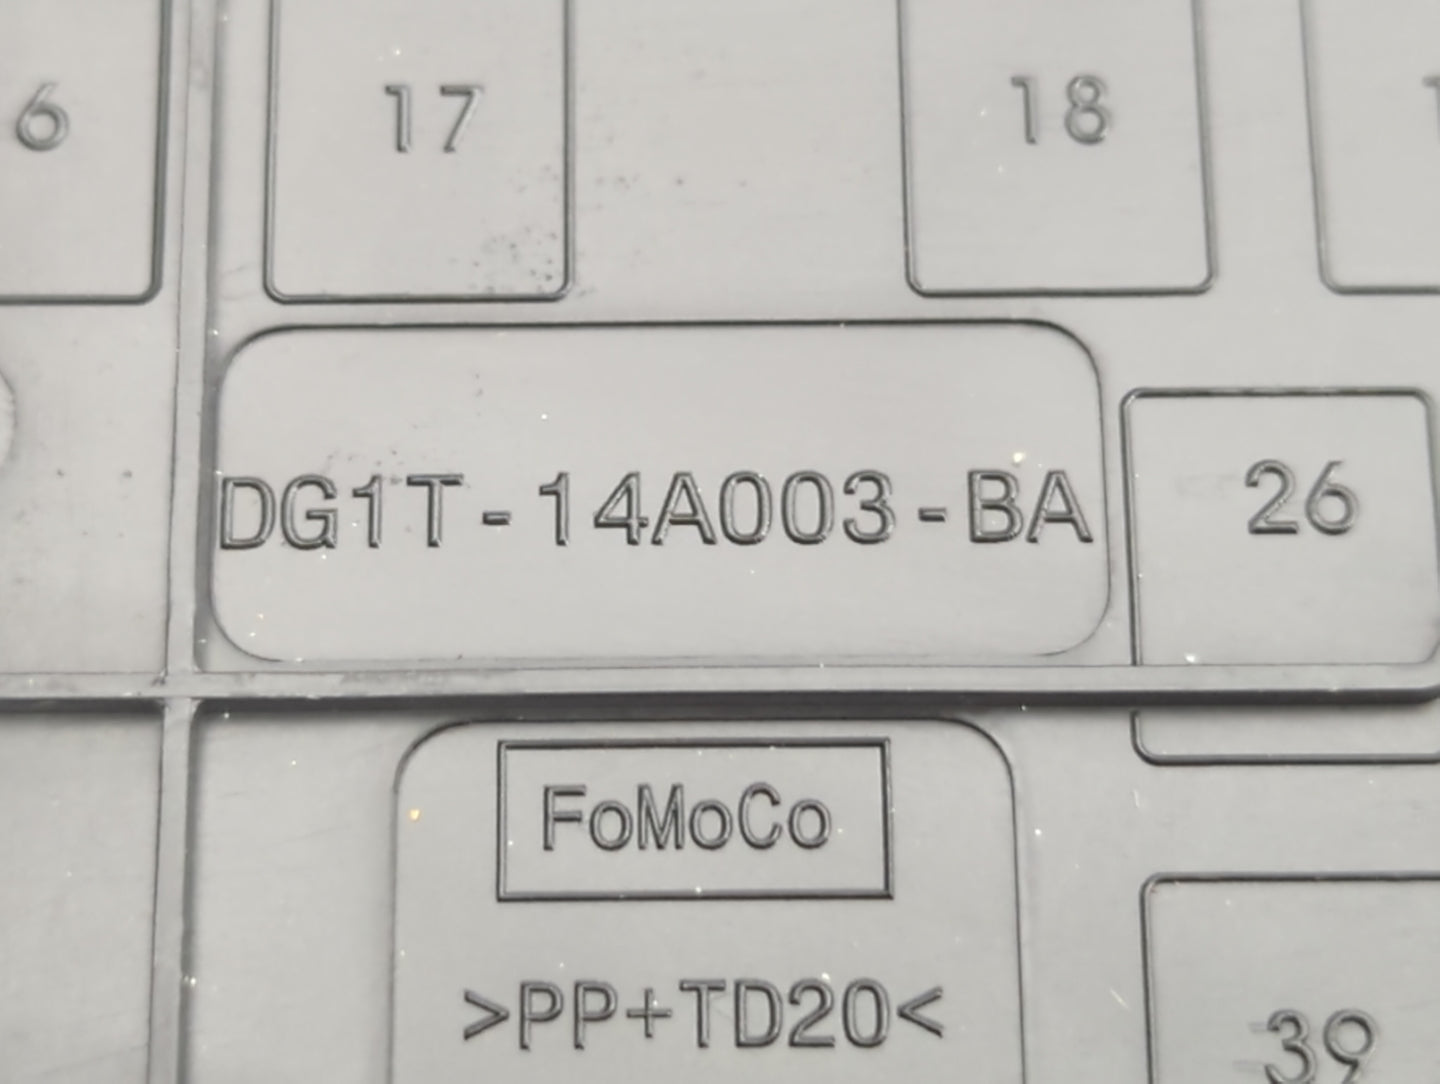 6
17
18
DG1T-14A003-BA
26
FoMoCo
>PP+TD20<
39